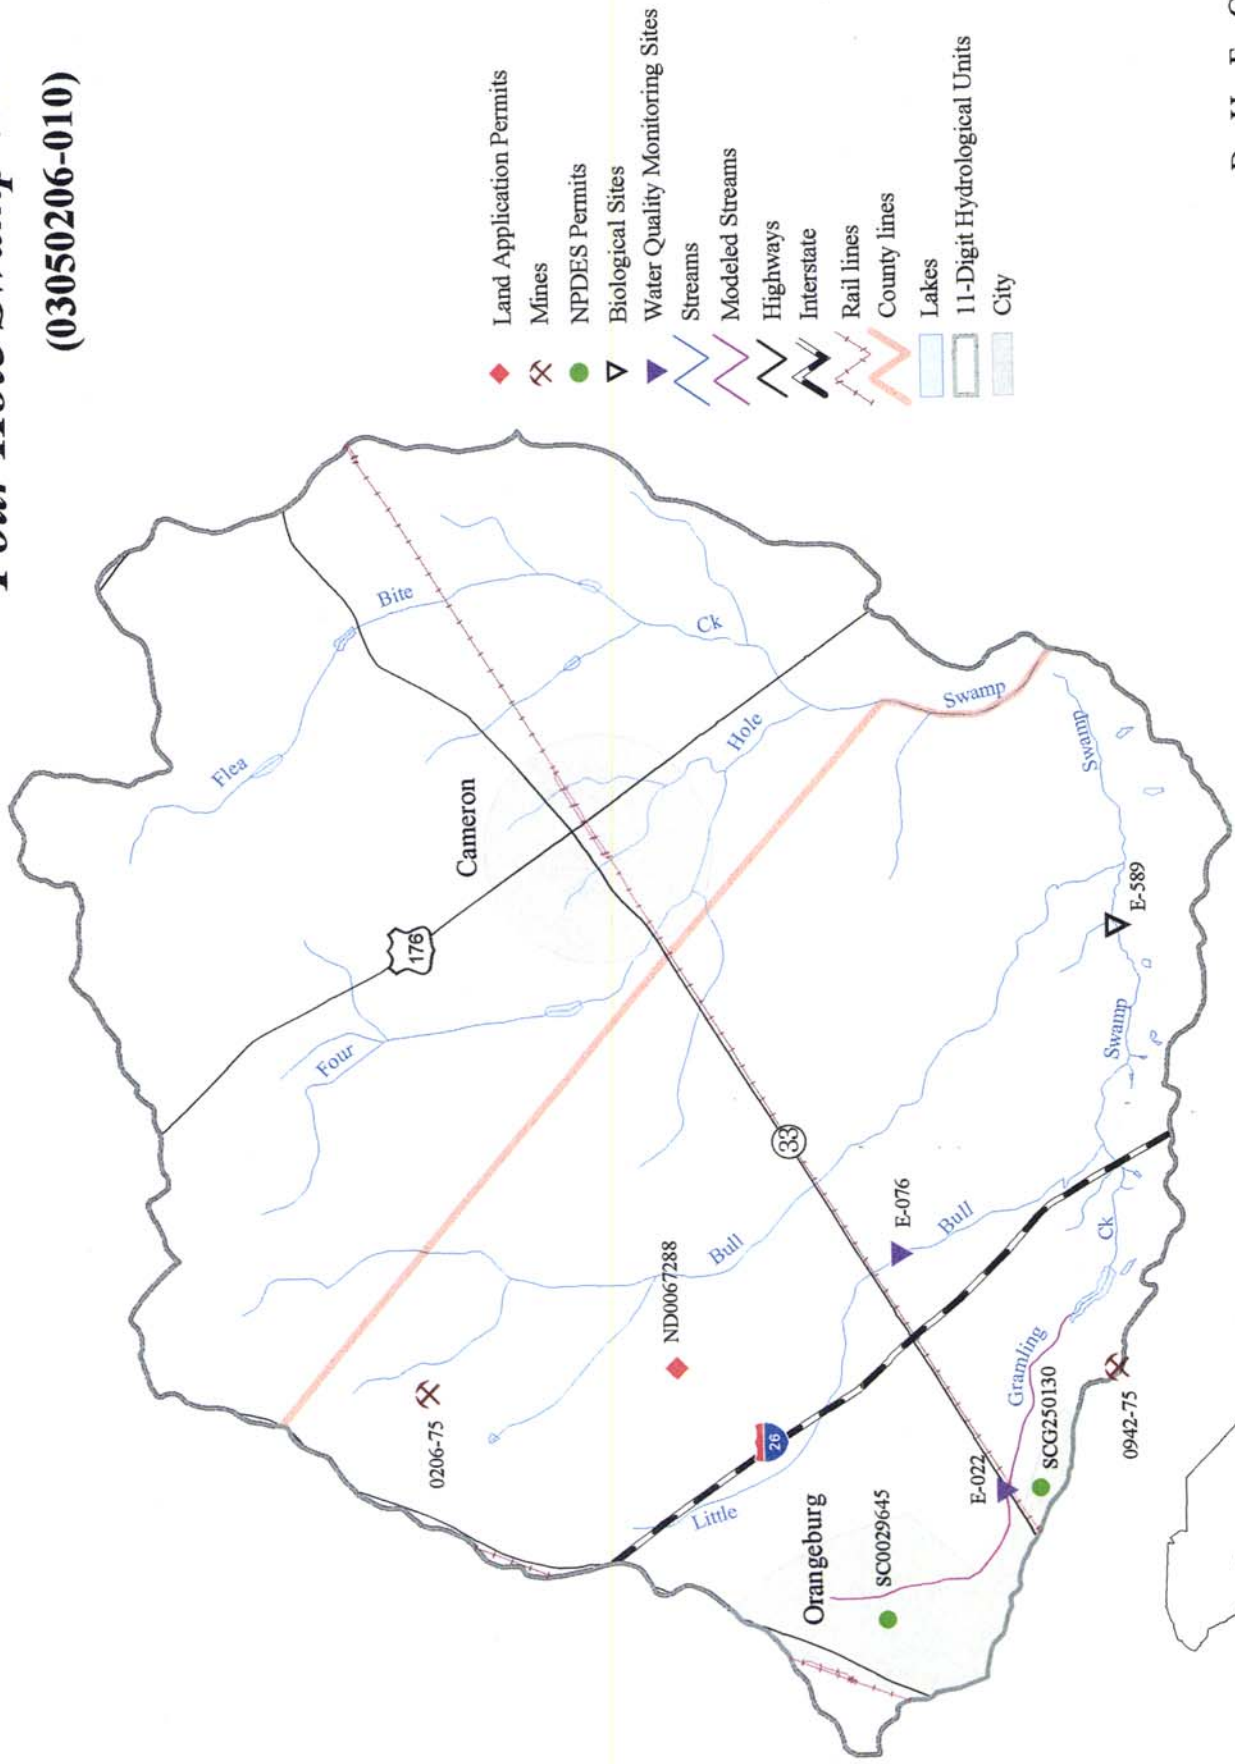 (03050206-010)
Land Application Permits
Mines
NPDES Permits
Biological Sites
Water Quality Monitoring Sites
Streams
Modeled Streams
Highways
Interstate
Rail lines
County lines
Lakes
11-Digit Hydrological Units
City
Flea
Bite
Ck
Cameron
176
Four
Hole
Swamp
Swamp
E-589
Swamp
33
Bull
E-076
Bull
Ck
ND0067288
0206-75
26
Little
Gramling
SCG250130
0942-75
E-022
Orangeburg
SC0029645